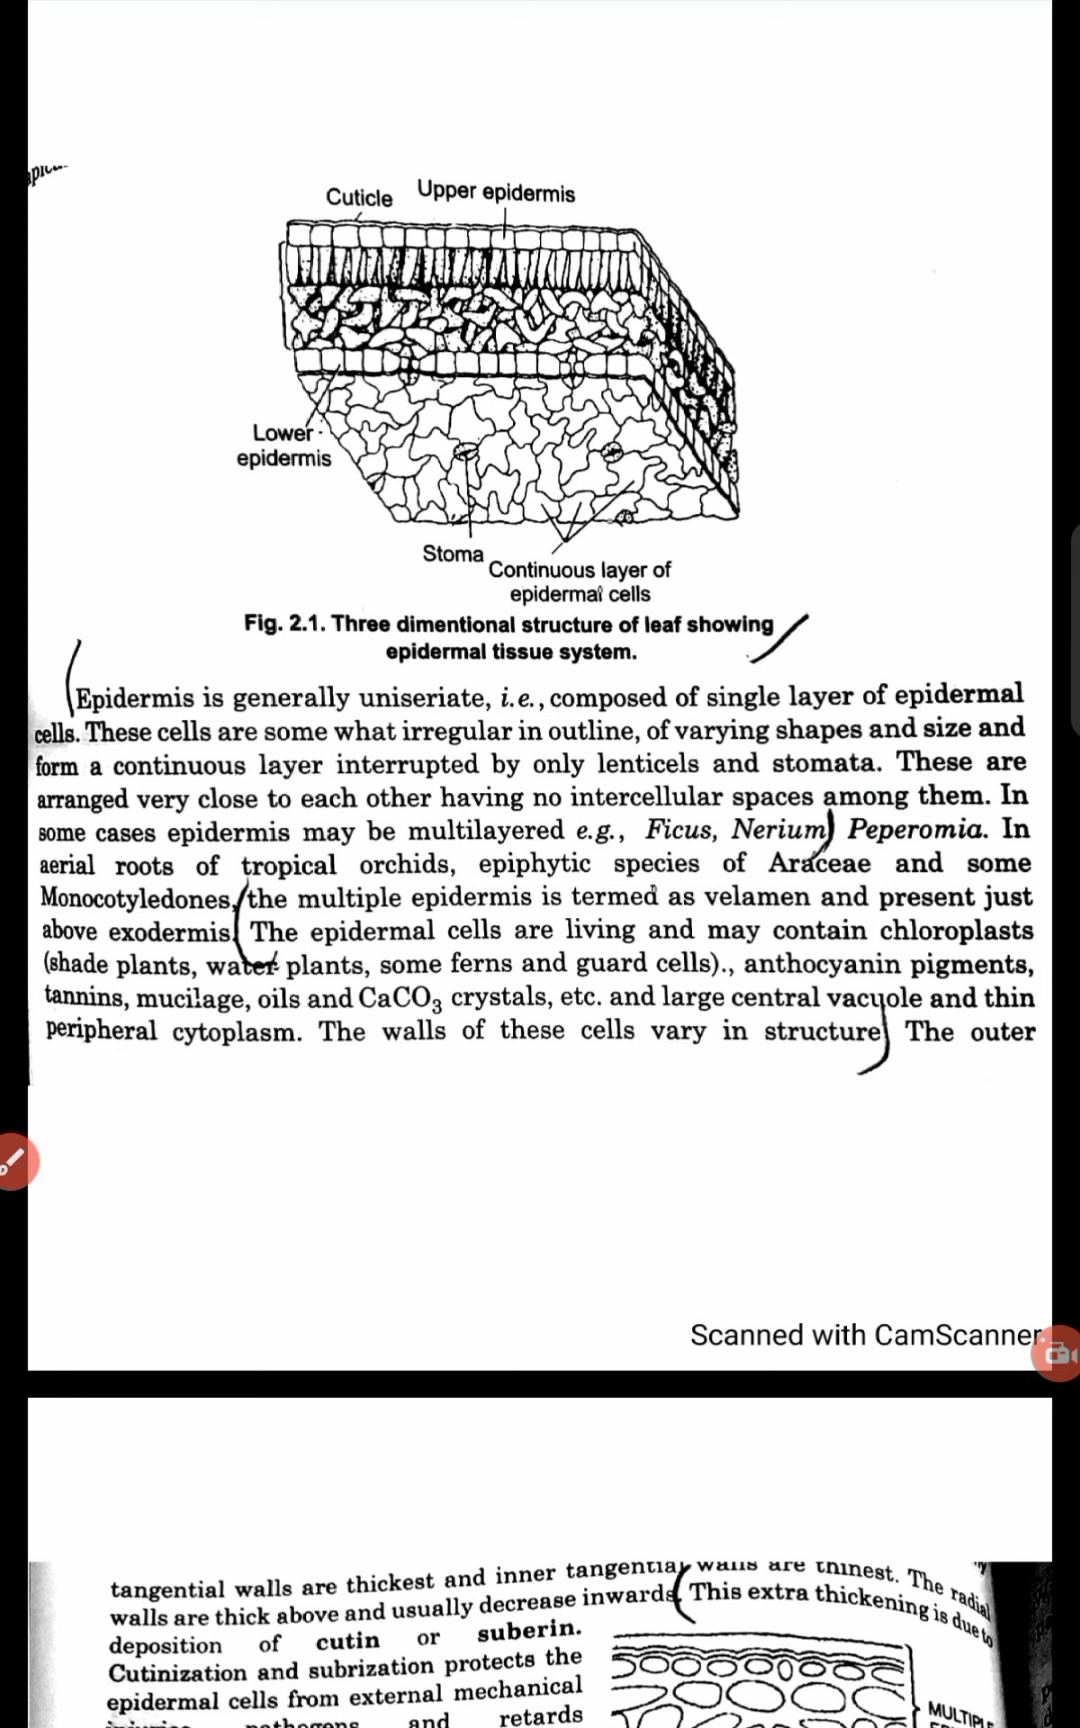 Cuticle Upper epidermis
Lower
epidermis
Stoma
Continuous layer of
epidermal cells
Fig. 2.1. Three dimentional structure of leaf showing
epidermal tissue system.
Epidermis is generally uniseriate, i.e., composed of single layer of epidermal
cells. These cells are some what irregular in outline, of varying shapes and size and
form a continuous layer interrupted by only lenticels and stomata. These are
arranged very close to each other having no intercellular spaces among them. In
some cases epidermis may be multilayered e.g., Ficus, Nerium, Peperomia. In
aerial roots of tropical orchids, epiphytic species of Araceae and some
Monocotyledones, the multiple epidermis is termed as velamen and present just
above exodermis. The epidermal cells are living and may contain chloroplasts
(shade plants, water plants, some ferns and guard cells)., anthocyanin pigments,
tannins, mucilage, oils and CaCO₃ crystals, etc. and large central vacuole and thin
peripheral cytoplasm. The walls of these cells vary in structure. The outer
Scanned with CamScanner
tangential walls are thickest and inner tangential walls are thinest. The radial
walls are thick above and usually decrease inwards. This extra thickening is due to
deposition of cutin or suberin.
Cutinization and subrization protects the
epidermal cells from external mechanical
and retards